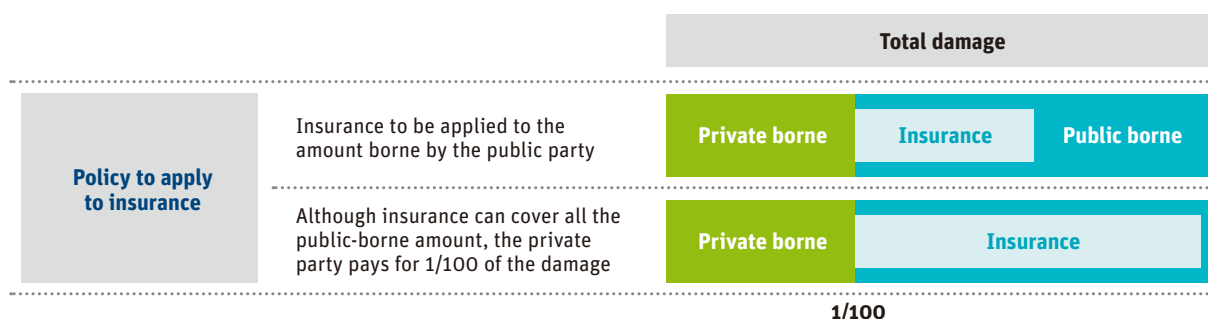 Total damage
Policy to apply
to insurance
Insurance to be applied to the
amount borne by the public party
Private borne
Insurance
Public borne
Although insurance can cover all the
public-borne amount, the private
party pays for 1/100 of the damage
Private borne
Insurance
1/100